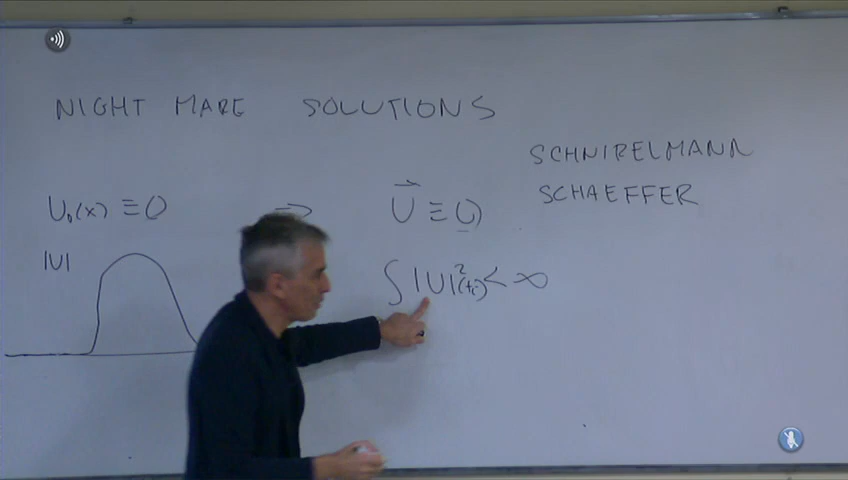 NIGHT MARE SOLUTIONS
SCHNIRELMANN
SCHAEFFER
U₀(x) ≡ 0 ⇒ U⃗ ≡ 0
|U|
∫|U|²(t,·) < ∞